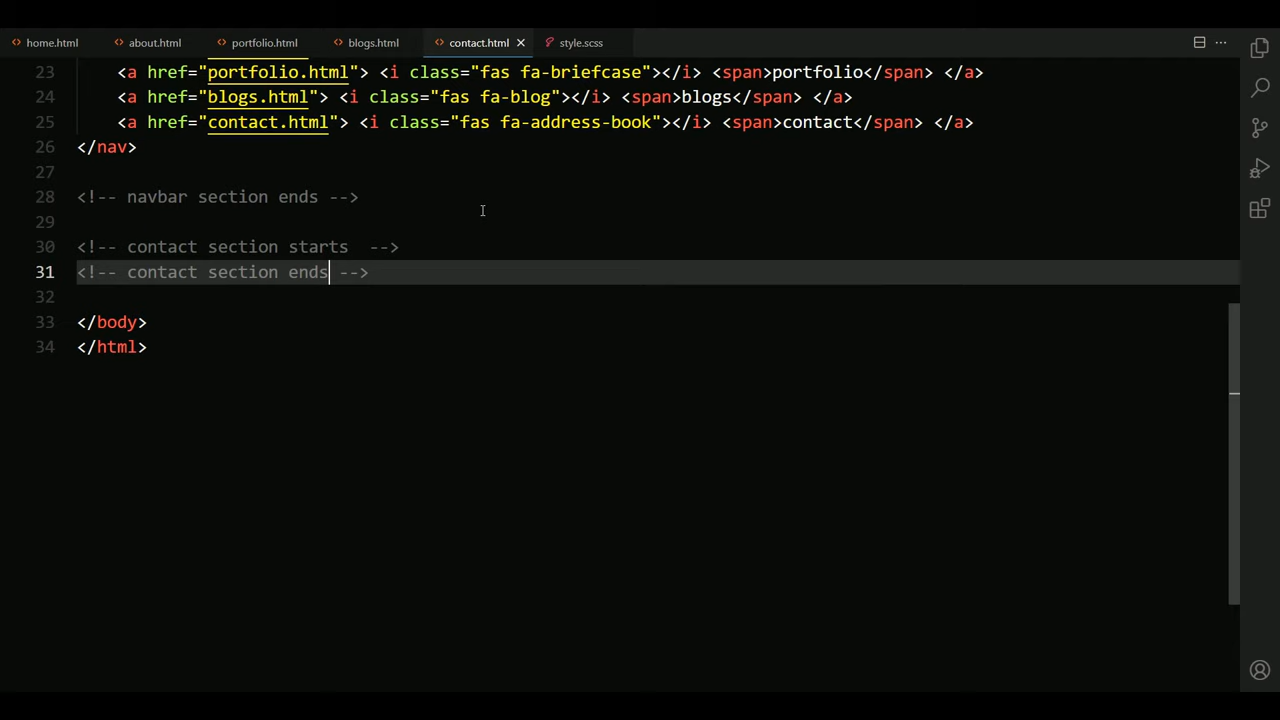 home.html about.html portfolio.html blogs.html contact.html style.scss
23 <a href="portfolio.html"> <i class="fas fa-briefcase"></i> <span>portfolio</span> </a>
24 <a href="blogs.html"> <i class="fas fa-blog"></i> <span>blogs</span> </a>
25 <a href="contact.html"> <i class="fas fa-address-book"></i> <span>contact</span> </a>
26 </nav>
27
28 <!-- navbar section ends -->
29
30 <!-- contact section starts  -->
31 <!-- contact section ends -->
32
33 </body>
34 </html>